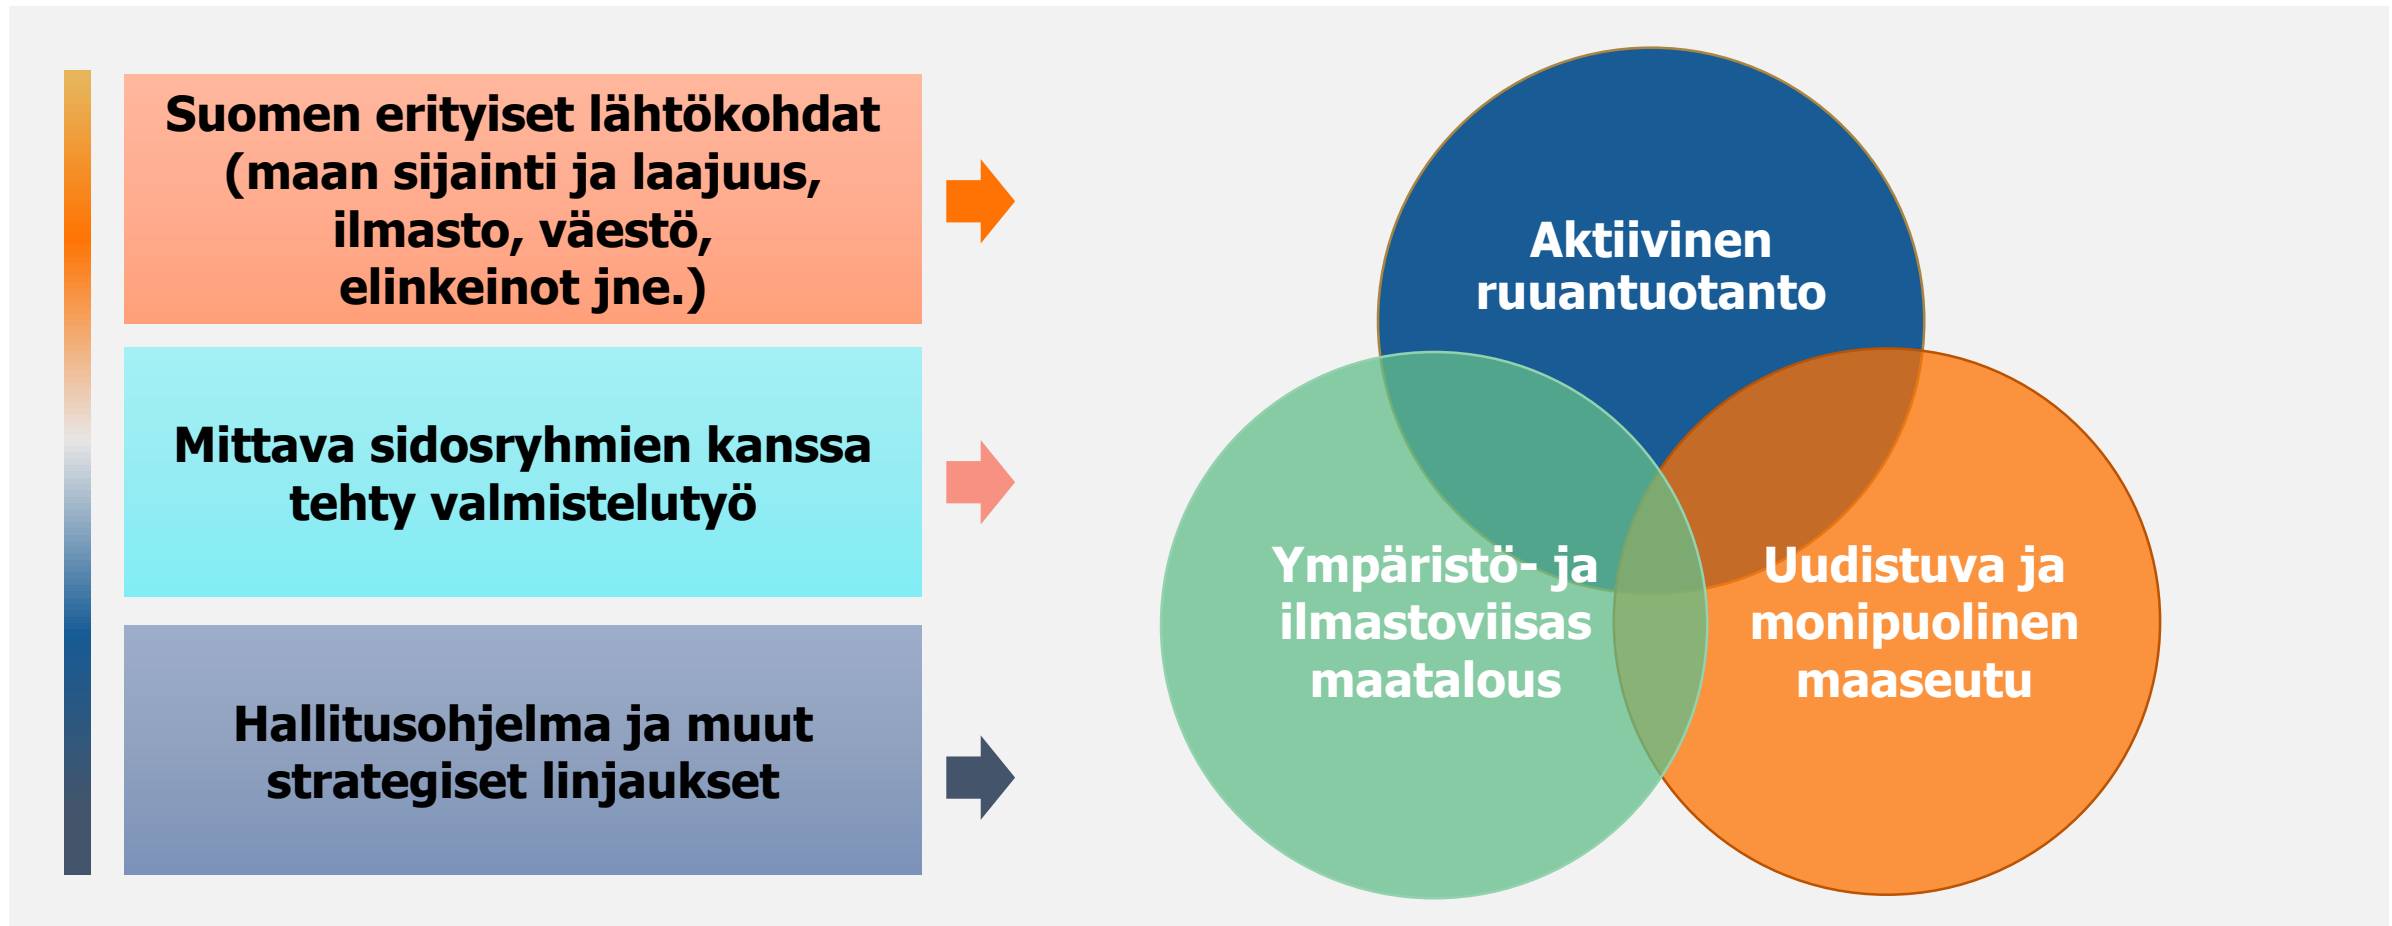 Suomen erityiset lähtökohdat
(maan sijainti ja laajuus,
ilmasto, väestö,
elinkeinot jne.)
Mittava sidosryhmien kanssa
tehty valmistelutyö
Hallitusohjelma ja muut
strategiset linjaukset
Aktiivinen
ruuantuotanto
Ympäristö- ja
ilmastoviisas
maatalous
Uudistuva ja
monipuolinen
maaseutu